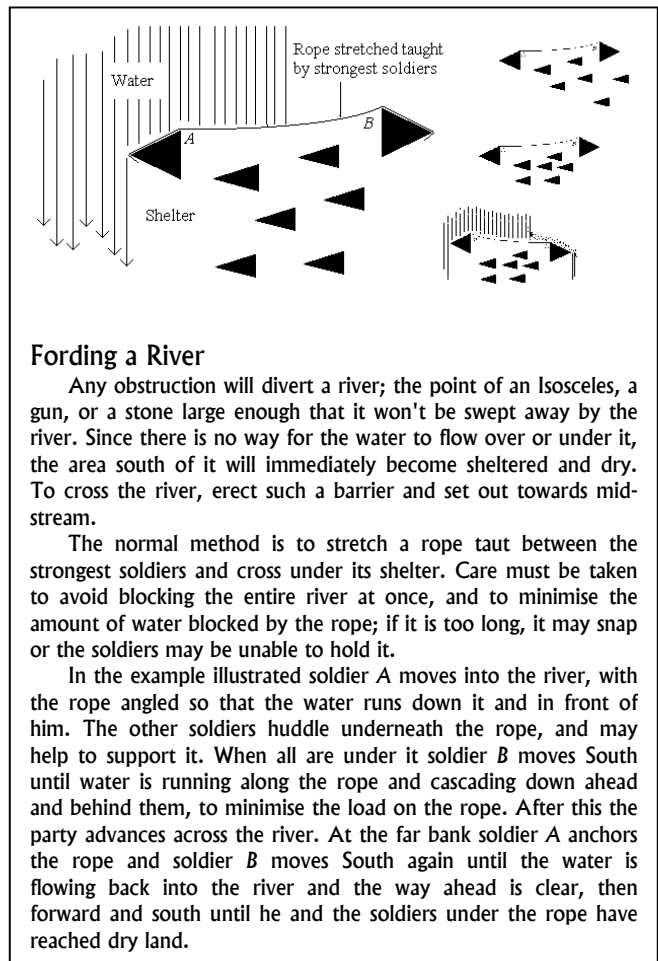 Rope stretched taught
by strongest soldiers
Water
A
B
Shelter
Fording a River
Any obstruction will divert a river; the point of an Isosceles, a
gun, or a stone large enough that it won't be swept away by the
river. Since there is no way for the water to flow over or under it,
the area south of it will immediately become sheltered and dry.
To cross the river, erect such a barrier and set out towards mid-
stream.
The normal method is to stretch a rope taut between the
strongest soldiers and cross under its shelter. Care must be taken
to avoid blocking the entire river at once, and to minimise the
amount of water blocked by the rope; if it is too long, it may snap
or the soldiers may be unable to hold it.
In the example illustrated soldier A moves into the river, with
the rope angled so that the water runs down it and in front of
him. The other soldiers huddle underneath the rope, and may
help to support it. When all are under it soldier B moves South
until water is running along the rope and cascading down ahead
and behind them, to minimise the load on the rope. After this the
party advances across the river. At the far bank soldier A anchors
the rope and soldier B moves South again until the water is
flowing back into the river and the way ahead is clear, then
forward and south until he and the soldiers under the rope have
reached dry land.